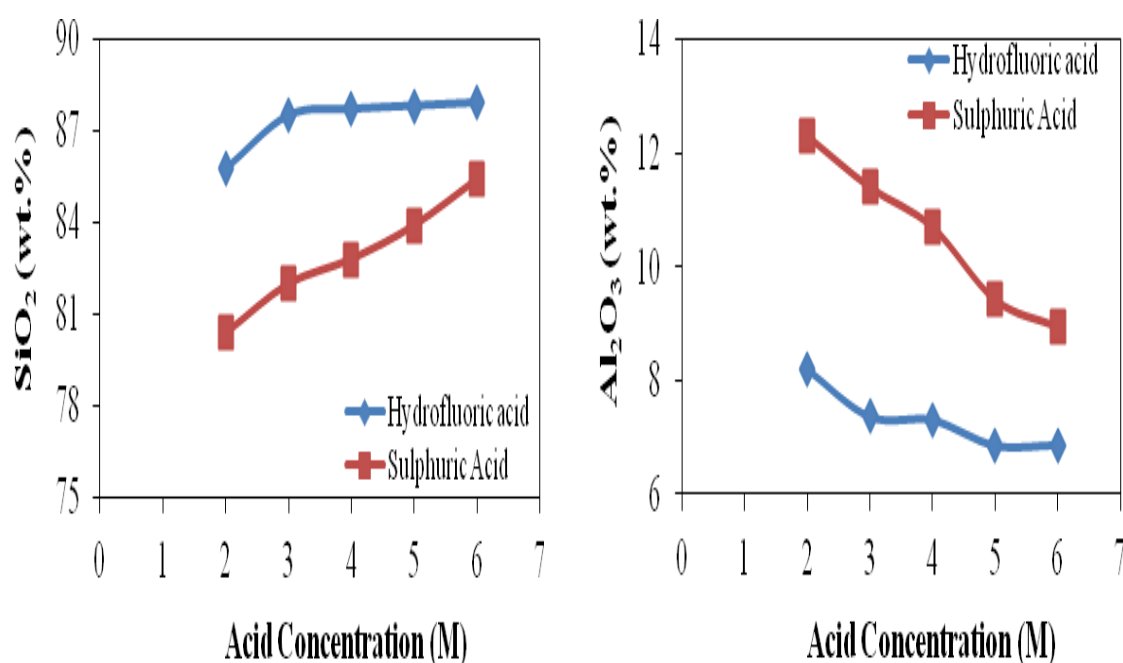 90
87
84
81
78
75
SiO₂ (wt.%)
Hydrofluoric acid
Sulphuric Acid
0 1 2 3 4 5 6 7
Acid Concentration (M)
14
12
10
8
6
Al₂O₃ (wt.%)
Hydrofluoric acid
Sulphuric Acid
0 1 2 3 4 5 6 7
Acid Concentration (M)